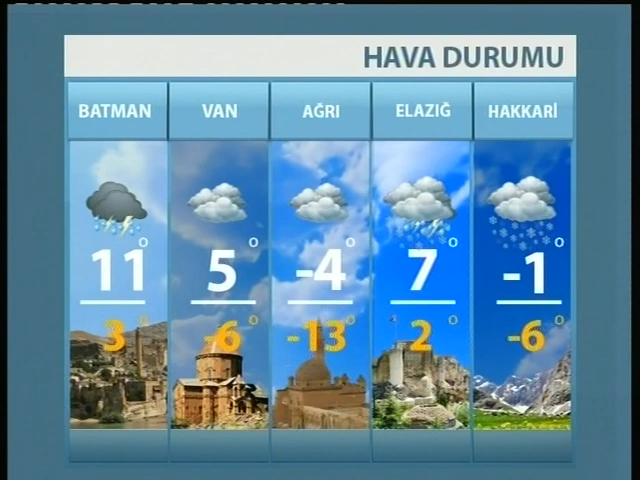 HAVA DURUMU
BATMAN VAN AĞRI ELAZIĞ HAKKARİ
11° 5° -4° 7° -1°
3° -6° -13° 2° -6°